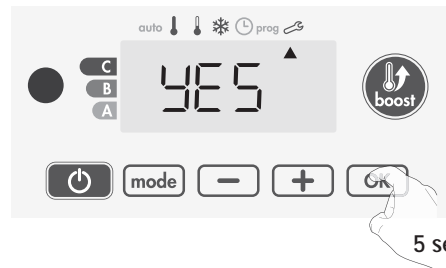 auto prog
C
B
A
YES
boost
mode − + OK
5 se